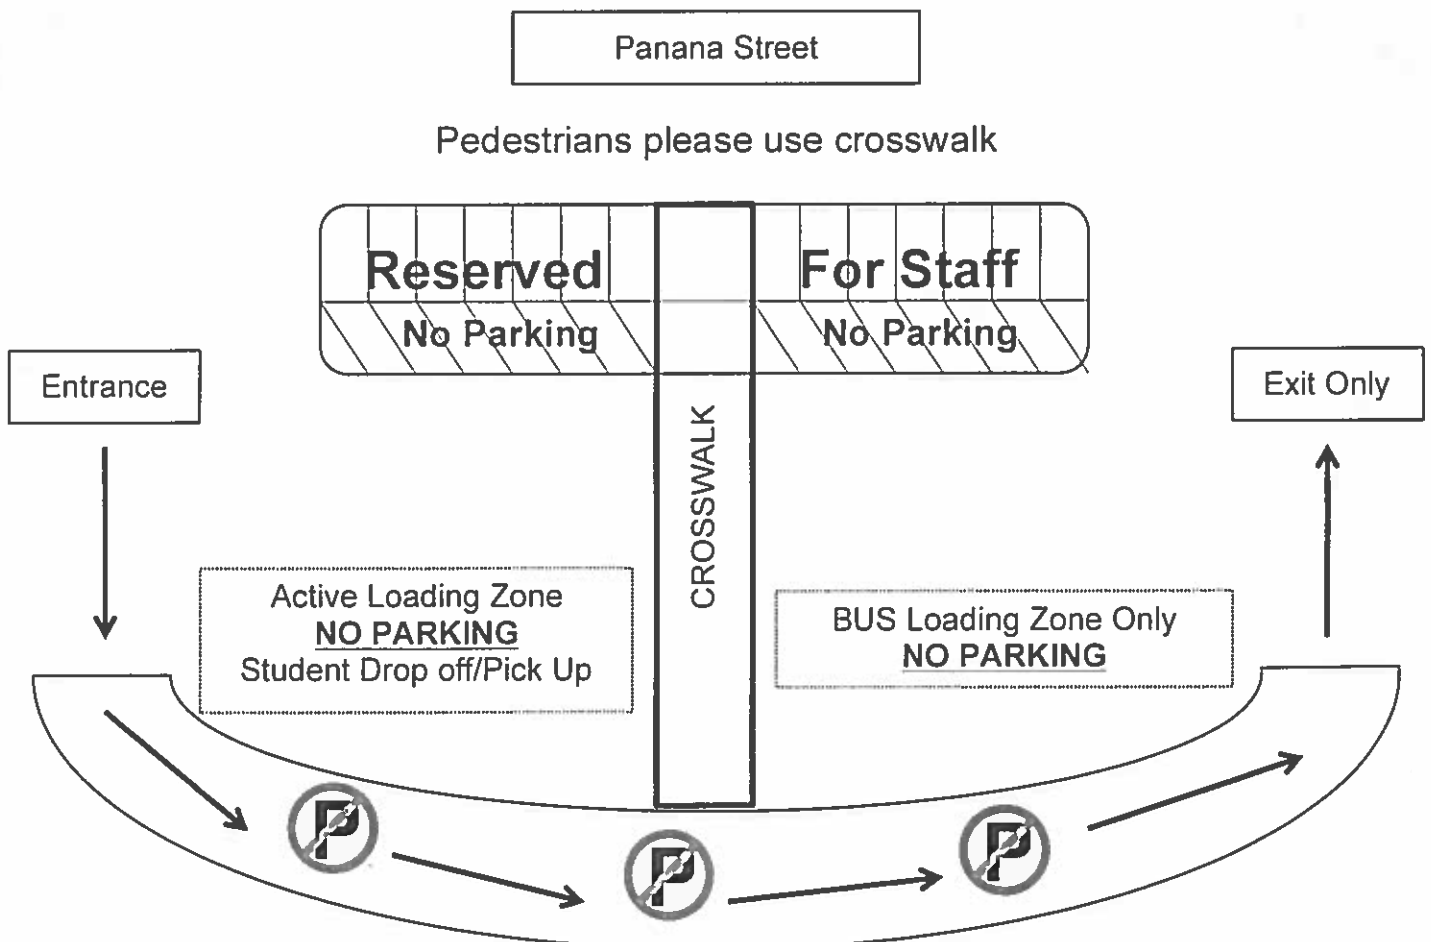 Panana Street
Pedestrians please use crosswalk
Reserved
For Staff
No Parking
No Parking
Entrance
Exit Only
CROSSWALK
Active Loading Zone
NO PARKING
Student Drop off/Pick Up
BUS Loading Zone Only
NO PARKING
P
P
P